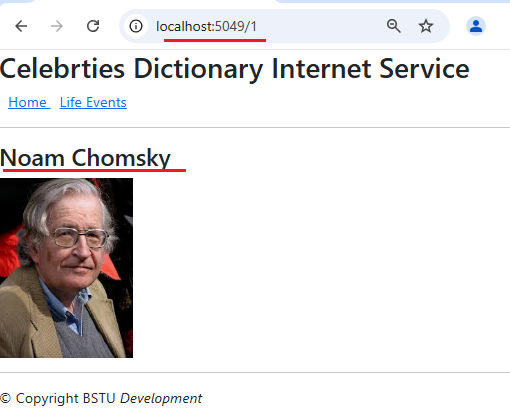 localhost:5049/1
Celebrties Dictionary Internet Service
Home Life Events
Noam Chomsky
© Copyright BSTU Development